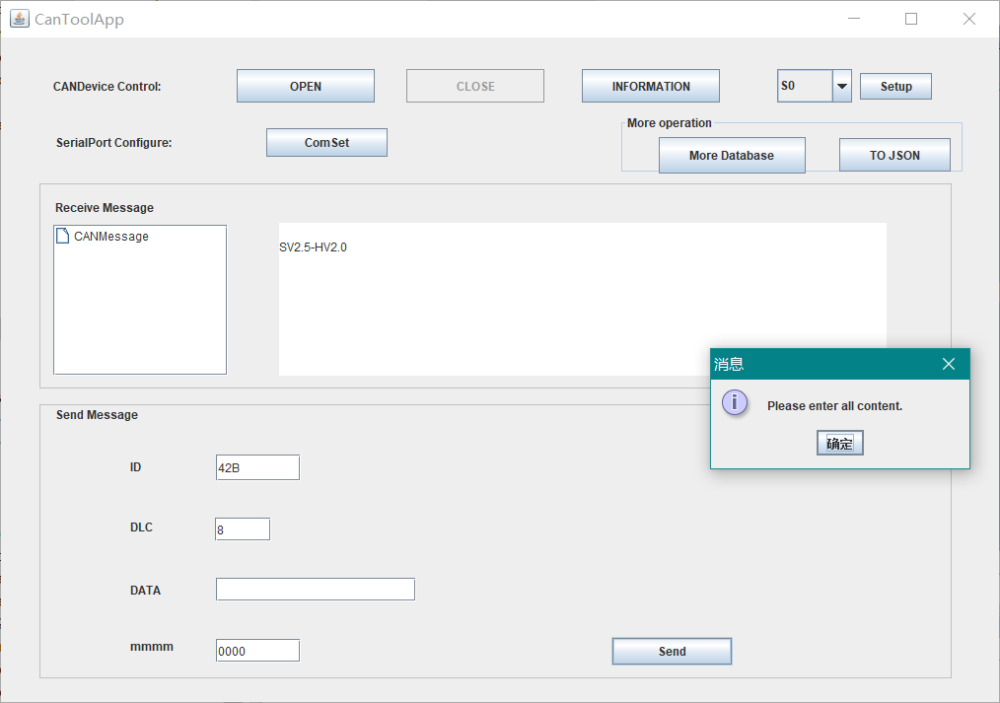 CanToolApp
CANDevice Control: OPEN CLOSE INFORMATION S0 Setup
More operation
SerialPort Configure: ComSet More Database TO JSON
Receive Message
CANMessage
SV2.5-HV2.0
消息
Please enter all content.
确定
Send Message
ID 42B
DLC 8
DATA
mmmm 0000 Send